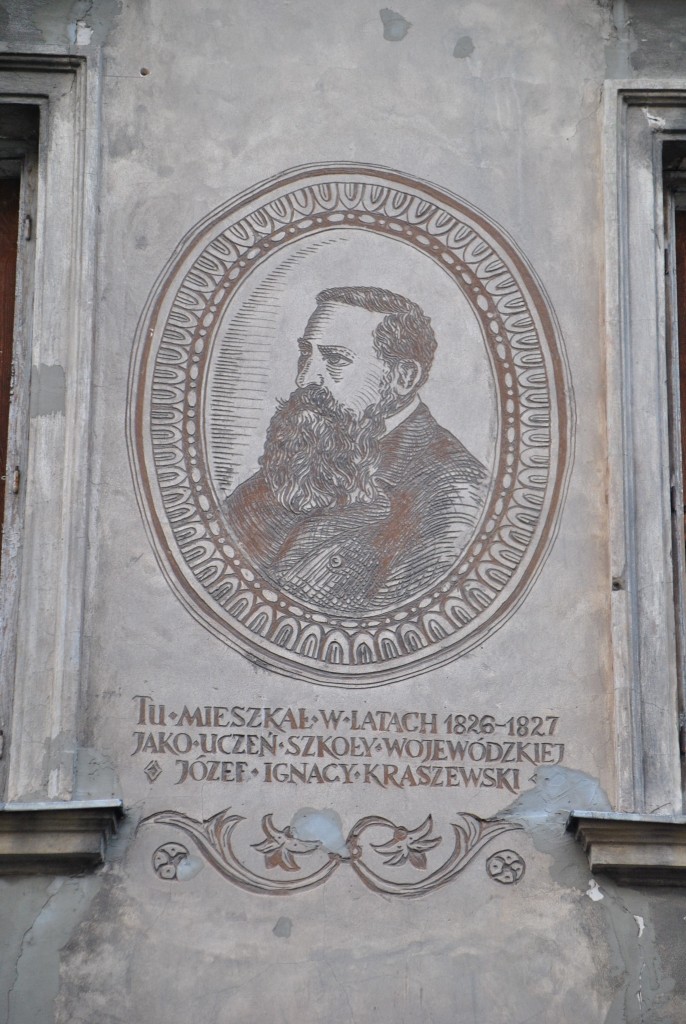 TU·MIESZKAŁ·W·LATACH 1826-1827
JAKO·UCZEŃ·SZKOŁY·WOJEWÓDZKIEJ
JÓZEF·IGNACY·KRASZEWSKI